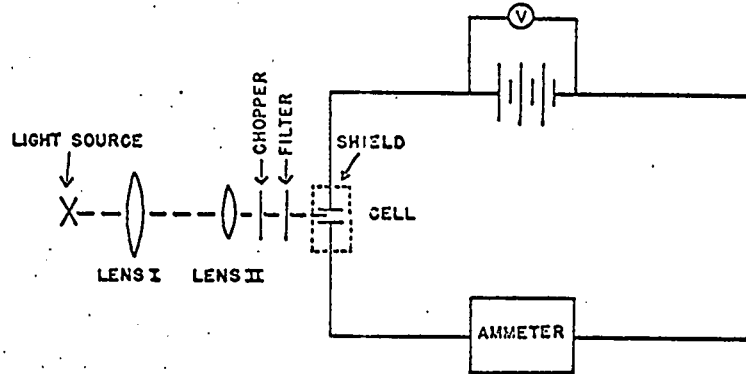 V
CHOPPER
FILTER
SHIELD
LIGHT SOURCE
CELL
LENS I
LENS II
AMMETER